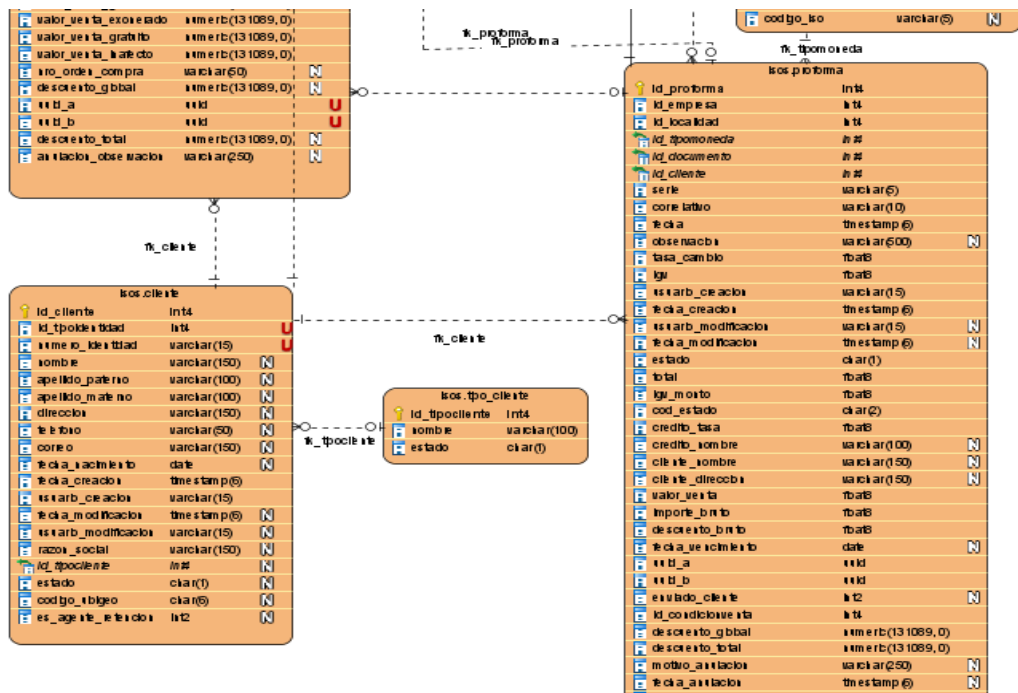 valor_venta_exonerado numeric(131089,0)
valor_venta_gratuito numeric(131089,0)
valor_venta_inafecto numeric(131089,0)
nro_orden_compra varchar(50) N
descuento_global numeric(131089,0) N
uuid_a uuid U
uuid_b uuid U
descuento_total numeric(131089,0) N
anulacion_observacion varchar(250) N
codigo_iso varchar(5) N
fk_proforma
fk_proforma
fk_tipomoneda
fk_cliente
isos.cliente
id_cliente int4
id_tipoidentidad int4 U
numero_identidad varchar(15) U
nombre varchar(150) N
apellido_paterno varchar(100) N
apellido_materno varchar(100) N
direccion varchar(150) N
telefono varchar(50) N
correo varchar(150) N
fecha_nacimiento date N
fecha_creacion timestamp(6)
usuario_creacion varchar(15)
fecha_modificacion timestamp(6) N
usuario_modificacion varchar(15) N
razon_social varchar(150) N
id_tipocliente int4 N
estado char(1) N
codigo_ubigeo char(6) N
es_agente_retencion int2 N
fk_cliente
fk_tipocliente
isos.tipo_cliente
id_tipocliente int4
nombre varchar(100)
estado char(1)
isos.proforma
id_proforma int4
id_empresa int4
id_localidad int4
id_tipomoneda int4
id_documento int4
id_cliente int4
serie varchar(5)
correlativo varchar(10)
fecha timestamp(6)
observacion varchar(500) N
tasa_cambio float8
igv float8
usuario_creacion varchar(15)
fecha_creacion timestamp(6)
usuario_modificacion varchar(15) N
fecha_modificacion timestamp(6) N
estado char(1)
total float8
igv_monto float8
cod_estado char(2)
credito_tasa float8
credito_nombre varchar(100) N
cliente_nombre varchar(150) N
cliente_direccion varchar(150) N
valor_venta float8
importe_bruto float8
descuento_bruto float8
fecha_vencimiento date N
uuid_a uuid
uuid_b uuid
enviado_cliente int2 N
id_condicionventa int4
descuento_global numeric(131089,0)
descuento_total numeric(131089,0)
motivo_anulacion varchar(250) N
fecha_anulacion timestamp(6) N